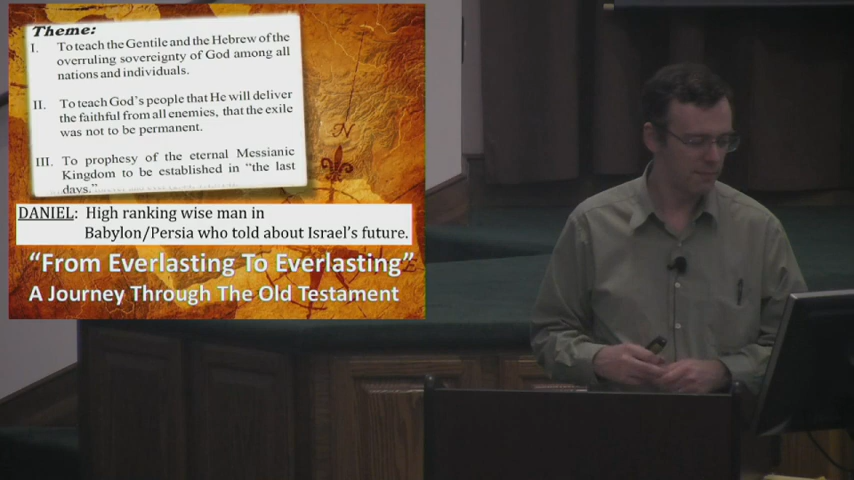 Theme:
I. To teach the Gentile and the Hebrew of the
overruling sovereignty of God among all
nations and individuals.
II. To teach God's people that He will deliver
the faithful from all enemies, that the exile
was not to be permanent.
III. To prophesy of the eternal Messianic
Kingdom to be established in "the last
days."
N
DANIEL: High ranking wise man in
Babylon/Persia who told about Israel's future.
"From Everlasting To Everlasting"
A Journey Through The Old Testament